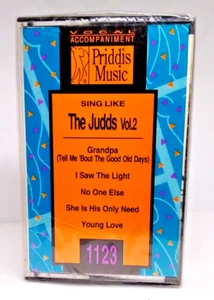 VOCAL
ACCOMPANIMENT
Priddis
Music
SING LIKE
The Judds Vol.2
Grandpa
(Tell Me 'Bout The Good Old Days)
I Saw The Light
No One Else
She Is His Only Need
Young Love
1123